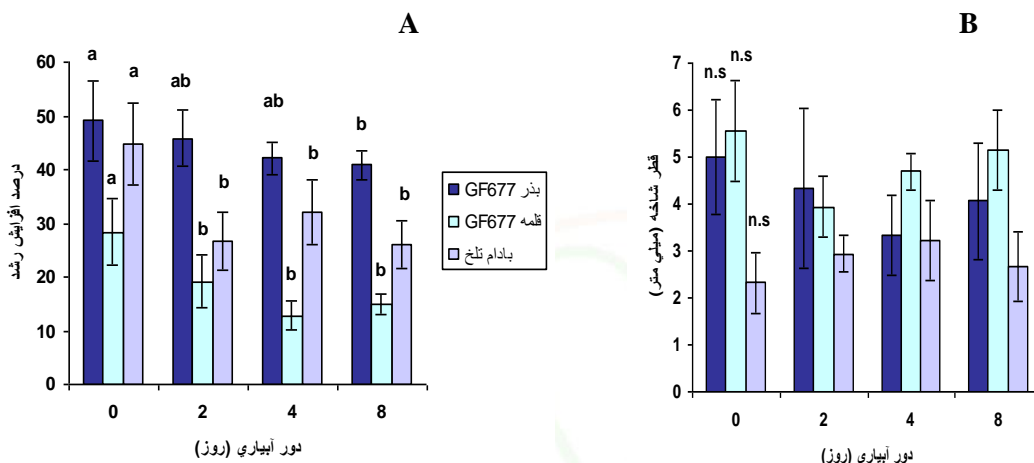 A
درصد افزايش رشد
60
50
40
30
20
10
0
a
a
a
ab
b
b
ab
b
b
b
b
b
0
2
4
8
دور آبياري (روز)
بذر GF677
قلمه GF677
بادام تلخ
B
قطر شاخه (ميلي متر)
7
6
5
4
3
2
1
0
n.s
n.s
n.s
0
2
4
8
دور آبياري (روز)